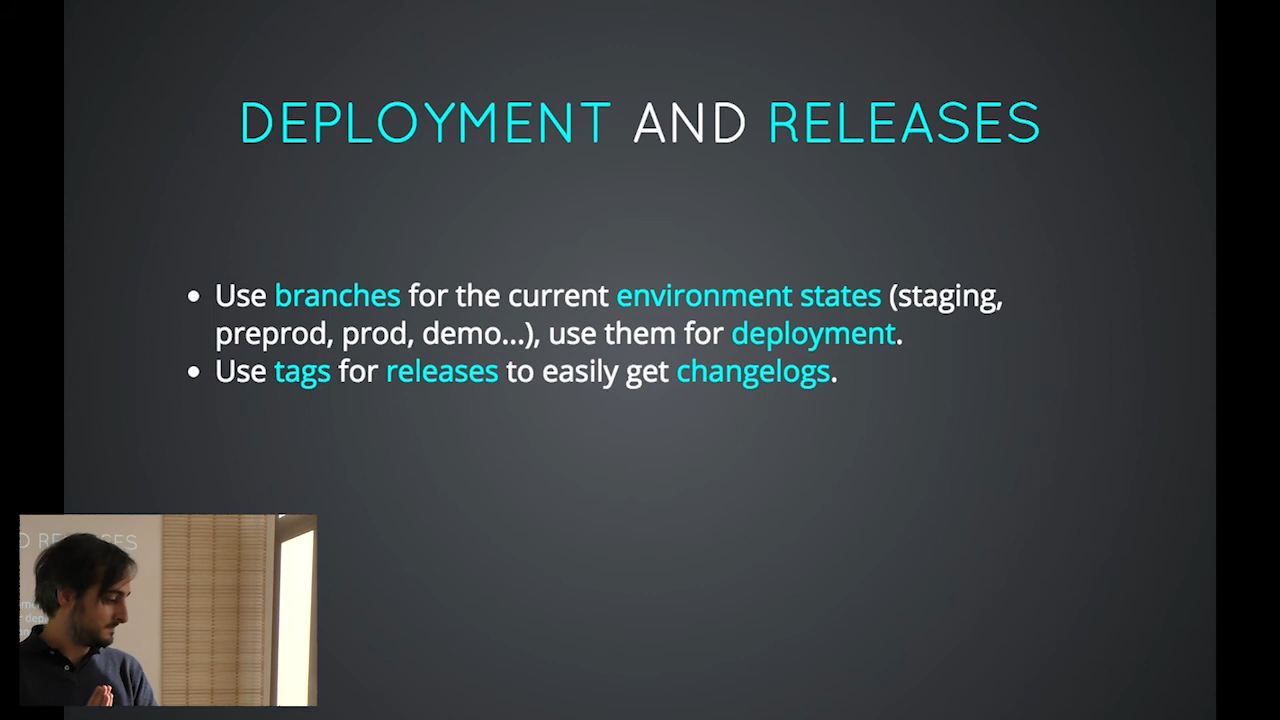 DEPLOYMENT AND RELEASES
Use branches for the current environment states (staging,
preprod, prod, demo...), use them for deployment.
Use tags for releases to easily get changelogs.